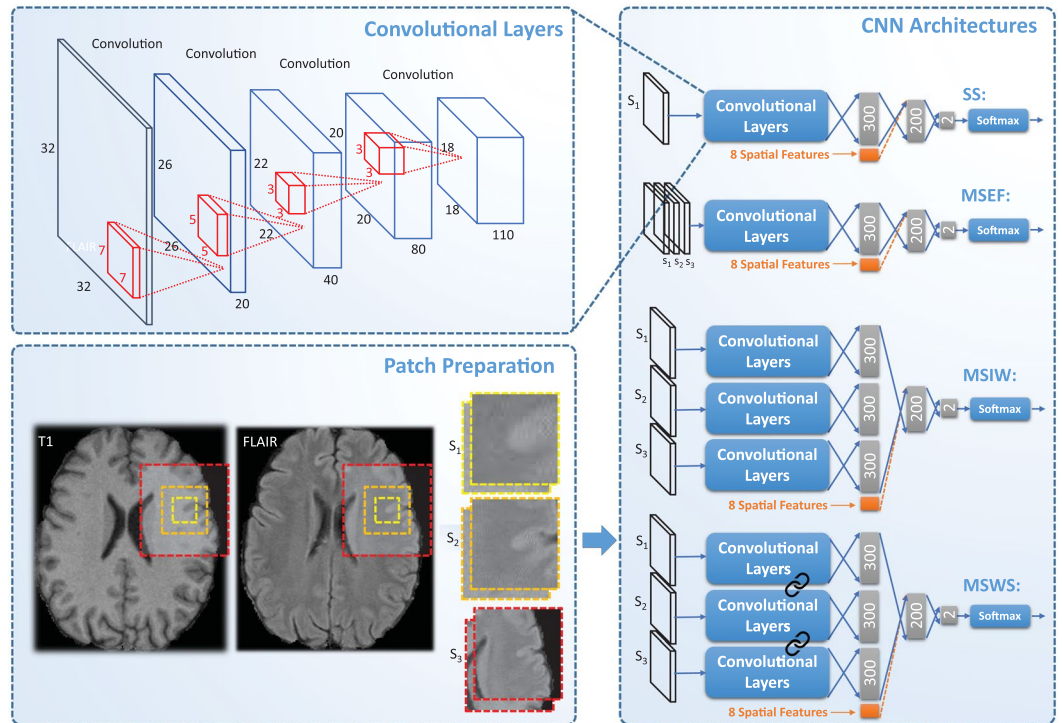 Convolutional Layers
Convolution
Convolution
Convolution
Convolution
32
32
7
7
LAIR
26
26
5
5
20
22
22
3
3
40
20
20
3
3
80
18
18
110
Patch Preparation
T1
FLAIR
S1
S2
S3
CNN Architectures
S1
Convolutional
Layers
300
200
2
SS:
Softmax
8 Spatial Features
S1 S2 S3
Convolutional
Layers
300
200
2
MSEF:
Softmax
8 Spatial Features
S1
Convolutional
Layers
300
S2
Convolutional
Layers
300
S3
Convolutional
Layers
300
200
2
MSIW:
Softmax
8 Spatial Features
S1
Convolutional
Layers
300
S2
Convolutional
Layers
300
S3
Convolutional
Layers
300
200
2
MSWS:
Softmax
8 Spatial Features